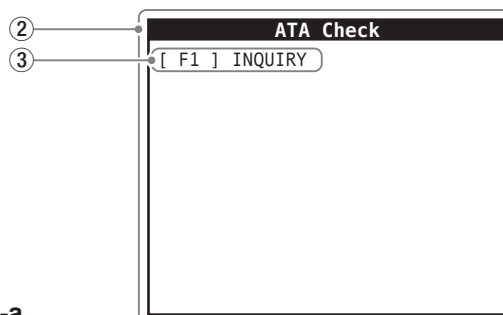 ②
ATA Check
③
[ F1 ] INQUIRY
-a